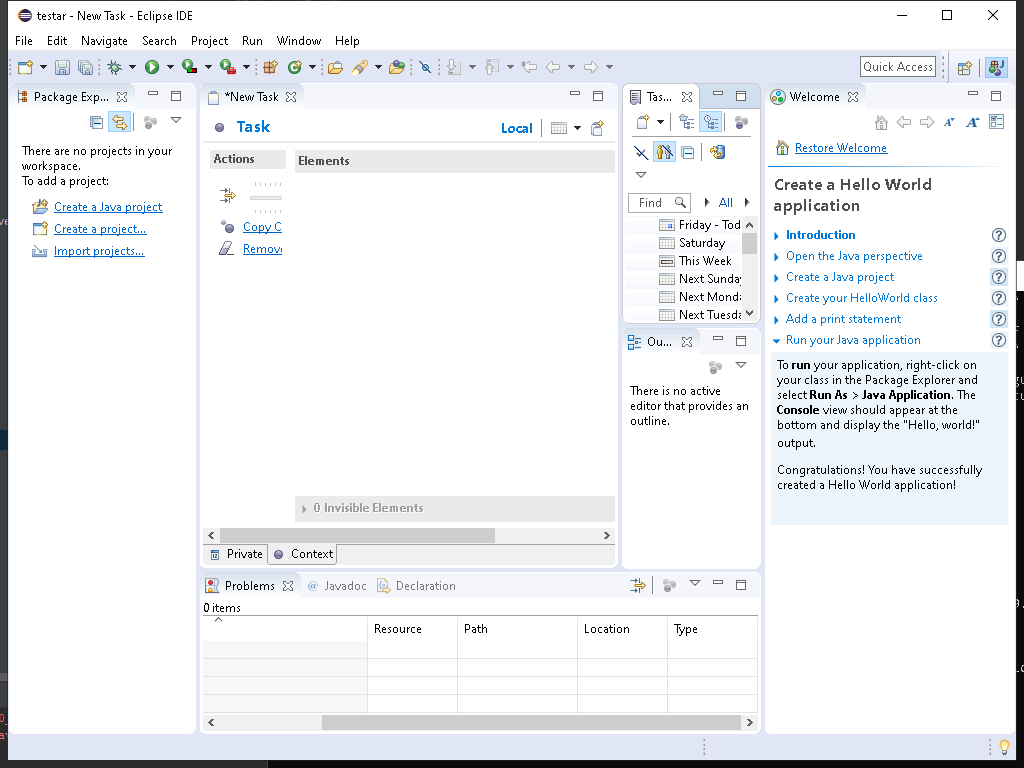 testar - New Task - Eclipse IDE
File Edit Navigate Search Project Run Window Help
Quick Access
Package Exp...
There are no projects in your
workspace.
To add a project:
Create a Java project
Create a project...
Import projects...
*New Task
Task
Local
Actions
Elements
Copy C
Remove
0 Invisible Elements
Private
Context
Tas...
Find
All
Friday - Tod
Saturday
This Week
Next Sunday
Next Monda
Next Tuesda
Ou...
There is no active
editor that provides an
outline.
Welcome
Restore Welcome
Create a Hello World
application
Introduction
Open the Java perspective
Create a Java project
Create your HelloWorld class
Add a print statement
Run your Java application
To run your application, right-click on
your class in the Package Explorer and
select Run As > Java Application. The
Console view should appear at the
bottom and display the "Hello, world!"
output.
Congratulations! You have successfully
created a Hello World application!
Problems
@ Javadoc
Declaration
0 items
Resource Path Location Type